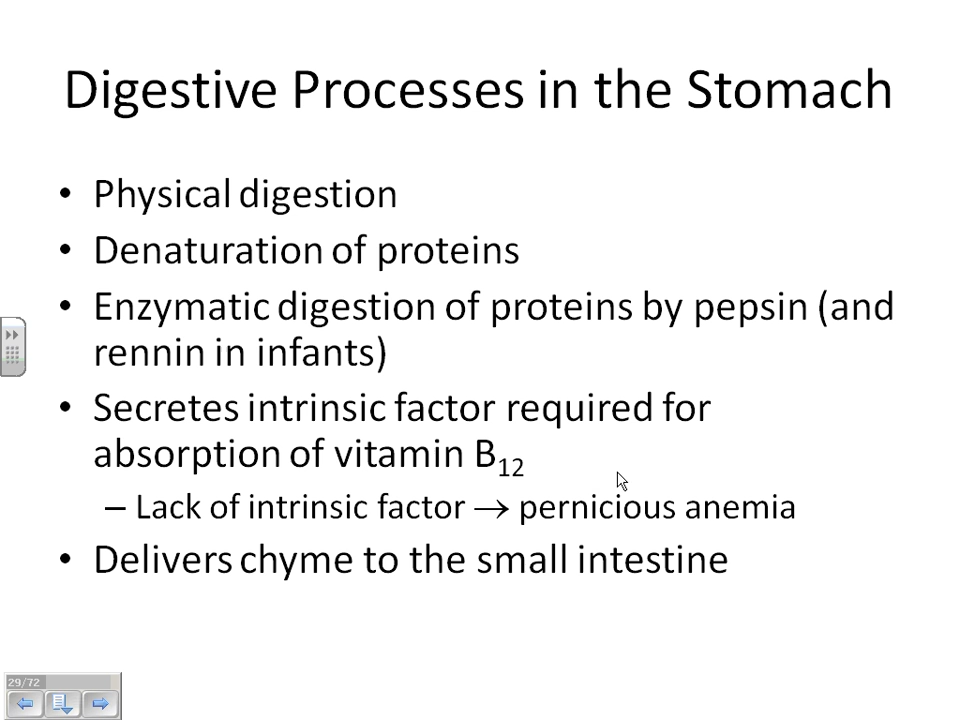 Digestive Processes in the Stomach
• Physical digestion
• Denaturation of proteins
• Enzymatic digestion of proteins by pepsin (and
rennin in infants)
• Secretes intrinsic factor required for
absorption of vitamin B₁₂
– Lack of intrinsic factor → pernicious anemia
• Delivers chyme to the small intestine
29/72